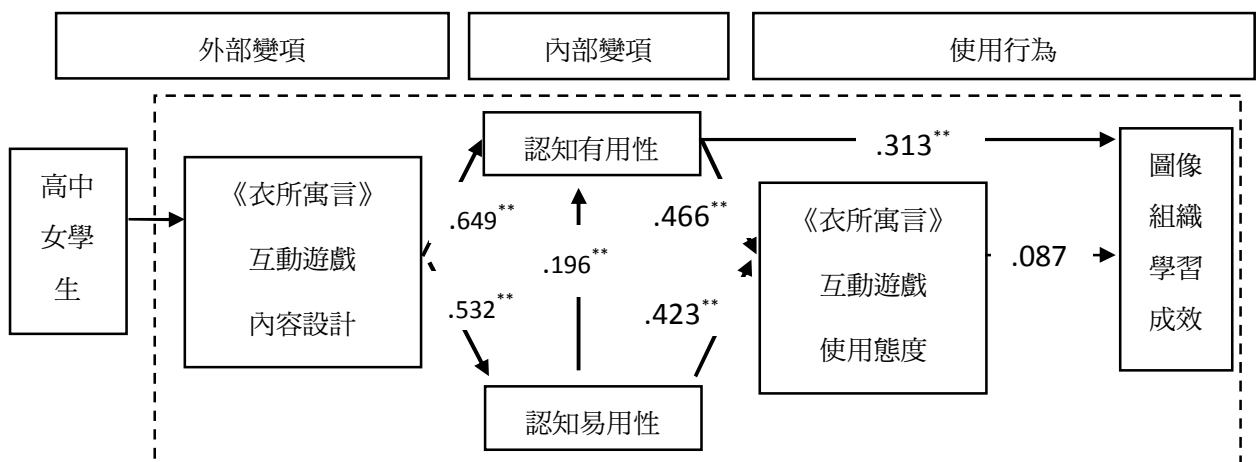 外部變項
內部變項
使用行為
高中
女學
生
《衣所寓言》
互動遊戲
內容設計
認知有用性
.649**
.532**
.196**
認知易用性
.313**
.466**
.423**
《衣所寓言》
互動遊戲
使用態度
.087
圖像
組織
學習
成效